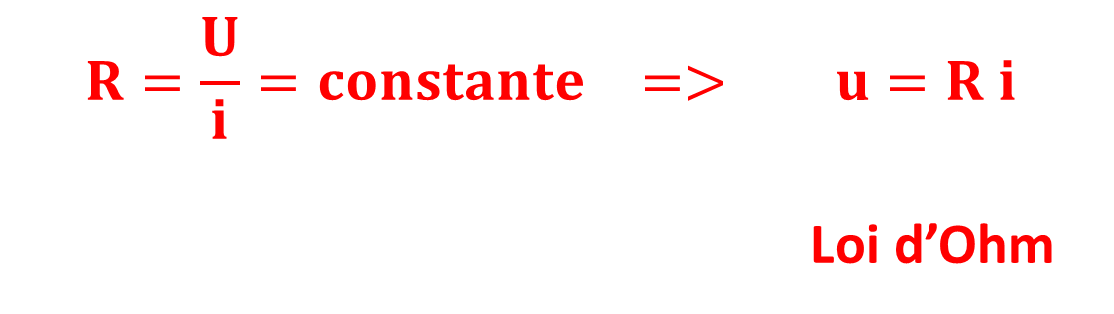 R = U/i = constante => u = R i
Loi d’Ohm